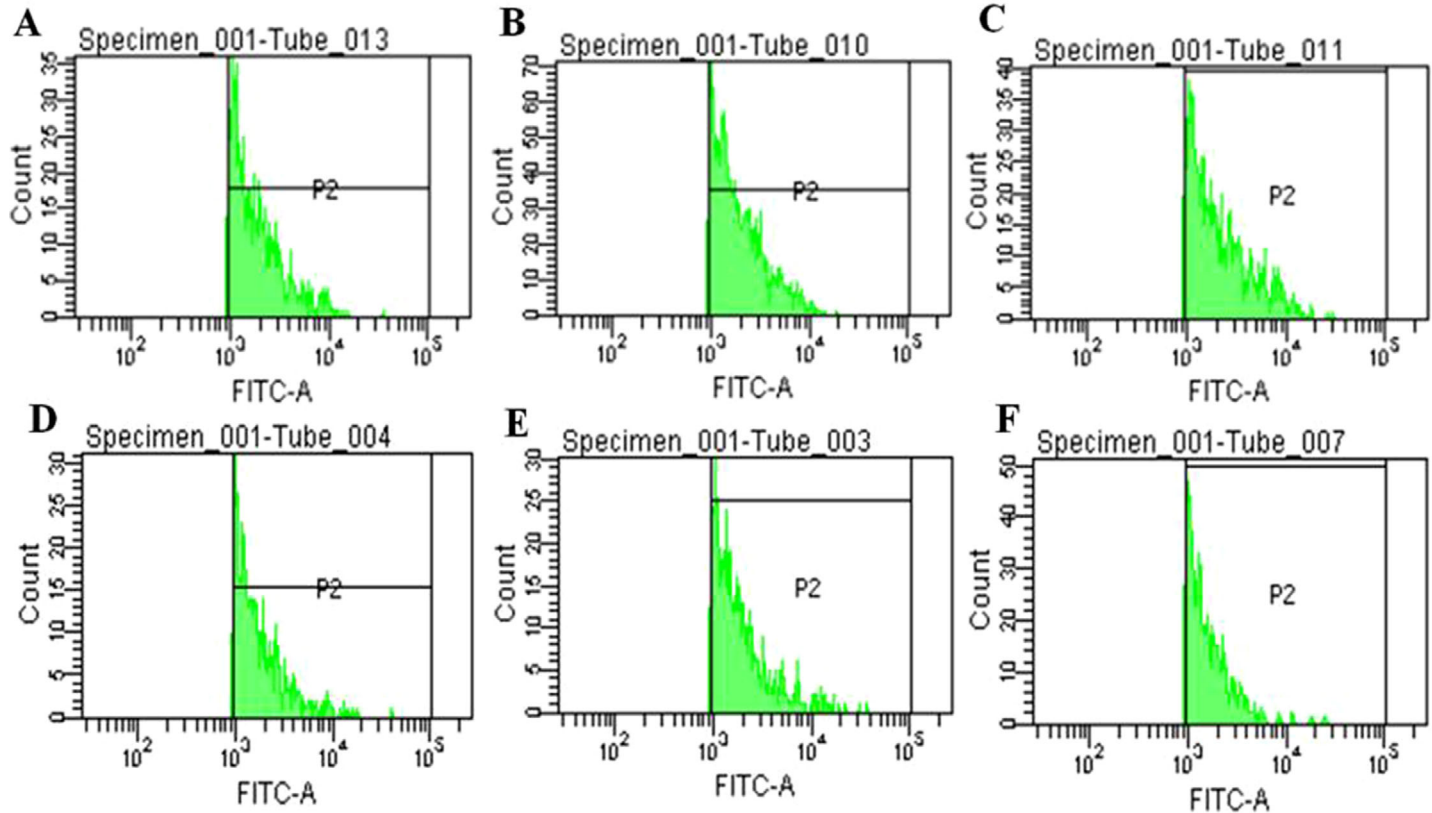 A
Specimen_001-Tube_013
35
30
25
20
15
10
5
0
Count
P2
10² 10³ 10⁴ 10⁵
FITC-A
B
Specimen_001-Tube_010
70
60
50
40
30
20
10
0
Count
P2
10² 10³ 10⁴ 10⁵
FITC-A
C
Specimen_001-Tube_011
40
35
30
25
20
15
10
5
0
Count
P2
10² 10³ 10⁴ 10⁵
FITC-A
D
Specimen_001-Tube_004
30
25
20
15
10
5
0
Count
P2
10² 10³ 10⁴ 10⁵
FITC-A
E
Specimen_001-Tube_003
30
25
20
15
10
5
0
Count
P2
10² 10³ 10⁴ 10⁵
FITC-A
F
Specimen_001-Tube_007
50
40
30
20
10
0
Count
P2
10² 10³ 10⁴ 10⁵
FITC-A